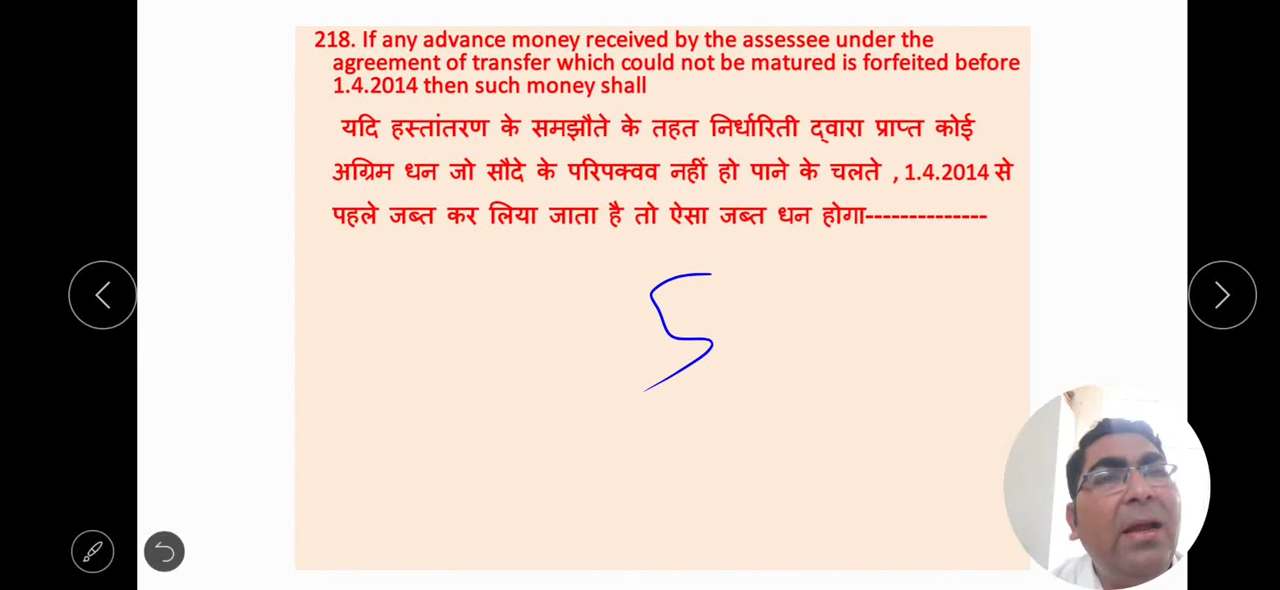 218. If any advance money received by the assessee under the
agreement of transfer which could not be matured is forfeited before
1.4.2014 then such money shall
यदि हस्तांतरण के समझौते के तहत निर्धारिती द्वारा प्राप्त कोई
अग्रिम धन जो सौदे के परिपक्वव नहीं हो पाने के चलते , 1.4.2014 से
पहले जब्त कर लिया जाता है तो ऐसा जब्त धन होगा--------------
5